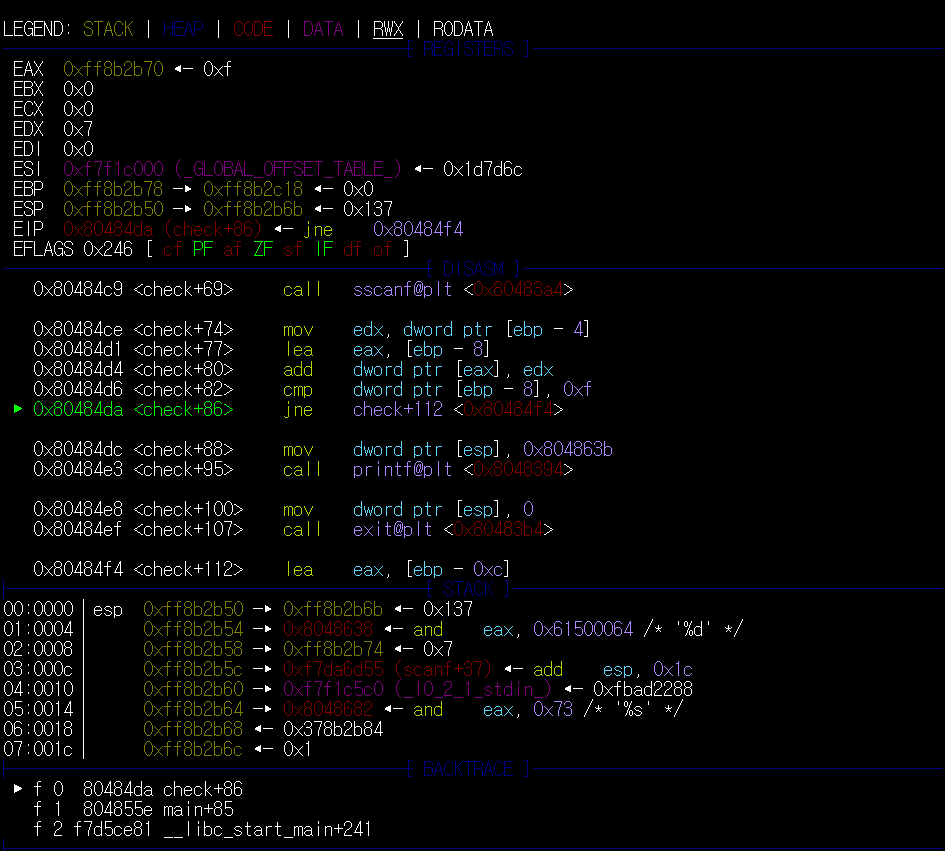 LEGEND: STACK | HEAP | CODE | DATA | RWX | RODATA
[ REGISTERS ]
EAX  0xff8b2b70 ◂— 0xf
EBX  0x0
ECX  0x0
EDX  0x7
EDI  0x0
ESI  0xf7f1c000 (_GLOBAL_OFFSET_TABLE_) ◂— 0x1d7d6c
EBP  0xff8b2b78 —▸ 0xff8b2c18 ◂— 0x0
ESP  0xff8b2b50 —▸ 0xff8b2b6b ◂— 0x137
EIP  0x80484da (check+86) ◂— jne    0x80484f4
EFLAGS 0x246 [ cf PF af ZF sf IF df of ]
[ DISASM ]
0x80484c9 <check+69>     call   sscanf@plt <0x80483a4>
0x80484ce <check+74>     mov    edx, dword ptr [ebp - 4]
0x80484d1 <check+77>     lea    eax, [ebp - 8]
0x80484d4 <check+80>     add    dword ptr [eax], edx
0x80484d6 <check+82>     cmp    dword ptr [ebp - 8], 0xf
► 0x80484da <check+86>     jne    check+112 <0x80484f4>
0x80484dc <check+88>     mov    dword ptr [esp], 0x804863b
0x80484e3 <check+95>     call   printf@plt <0x8048394>
0x80484e8 <check+100>    mov    dword ptr [esp], 0
0x80484ef <check+107>    call   exit@plt <0x80483b4>
0x80484f4 <check+112>    lea    eax, [ebp - 0xc]
[ STACK ]
00:0000│ esp  0xff8b2b50 —▸ 0xff8b2b6b ◂— 0x137
01:0004│      0xff8b2b54 —▸ 0x8048638 ◂— and    eax, 0x61500064 /* '%d' */
02:0008│      0xff8b2b58 —▸ 0xff8b2b74 ◂— 0x7
03:000c│      0xff8b2b5c —▸ 0xf7da6d55 (scanf+37) ◂— add    esp, 0x1c
04:0010│      0xff8b2b60 —▸ 0xf7f1c5c0 (_IO_2_1_stdin_) ◂— 0xfbad2288
05:0014│      0xff8b2b64 —▸ 0x8048682 ◂— and    eax, 0x73 /* '%s' */
06:0018│      0xff8b2b68 ◂— 0x378b2b84
07:001c│      0xff8b2b6c ◂— 0x1
[ BACKTRACE ]
► f 0  80484da check+86
f 1  804855e main+85
f 2 f7d5ce81 __libc_start_main+241